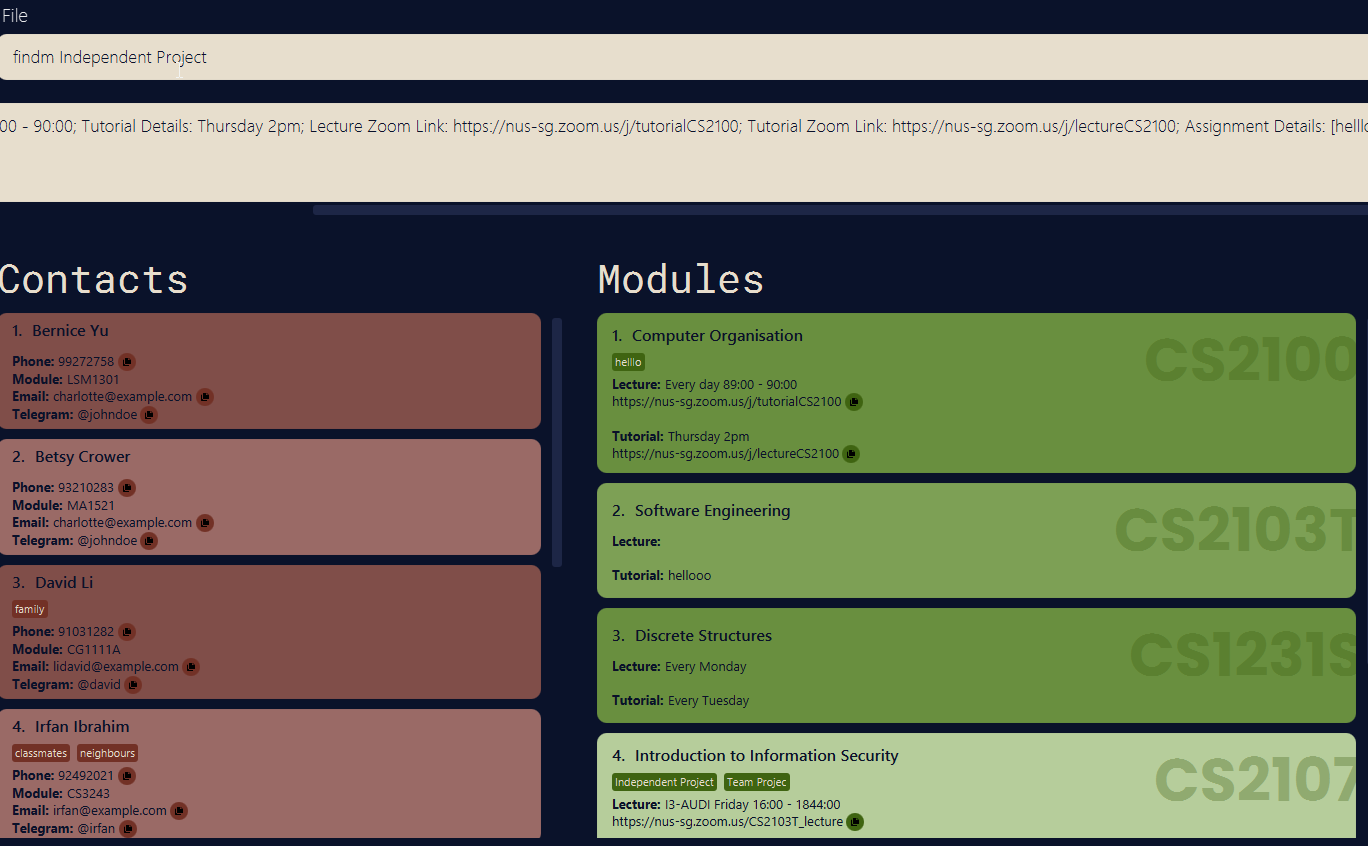 File
findm Independent Project
00 - 90:00; Tutorial Details: Thursday 2pm; Lecture Zoom Link: https://nus-sg.zoom.us/j/tutorialCS2100; Tutorial Zoom Link: https://nus-sg.zoom.us/j/lectureCS2100; Assignment Details: [helllo
Contacts
1. Bernice Yu
Phone: 99272758
Module: LSM1301
Email: charlotte@example.com
Telegram: @johndoe
2. Betsy Crower
Phone: 93210283
Module: MA1521
Email: charlotte@example.com
Telegram: @johndoe
3. David Li
family
Phone: 91031282
Module: CG1111A
Email: lidavid@example.com
Telegram: @david
4. Irfan Ibrahim
classmates neighbours
Phone: 92492021
Module: CS3243
Email: irfan@example.com
Telegram: @irfan
Modules
1. Computer Organisation
CS2100
helllo
Lecture: Every day 89:00 - 90:00
https://nus-sg.zoom.us/j/tutorialCS2100
Tutorial: Thursday 2pm
https://nus-sg.zoom.us/j/lectureCS2100
2. Software Engineering
CS2103T
Lecture:
Tutorial: hellooo
3. Discrete Structures
CS1231S
Lecture: Every Monday
Tutorial: Every Tuesday
4. Introduction to Information Security
CS2107
Independent Project Team Projec
Lecture: I3-AUDI Friday 16:00 - 1844:00
https://nus-sg.zoom.us/CS2103T_lecture